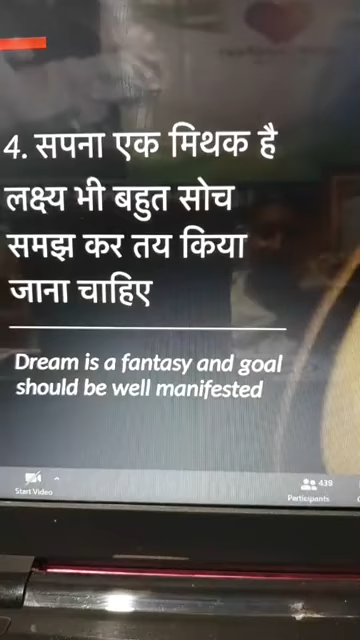 4. सपना एक मिथक है
लक्ष्य भी बहुत सोच
समझ कर तय किया
जाना चाहिए
Dream is a fantasy and goal
should be well manifested
Start Video
439
Participants